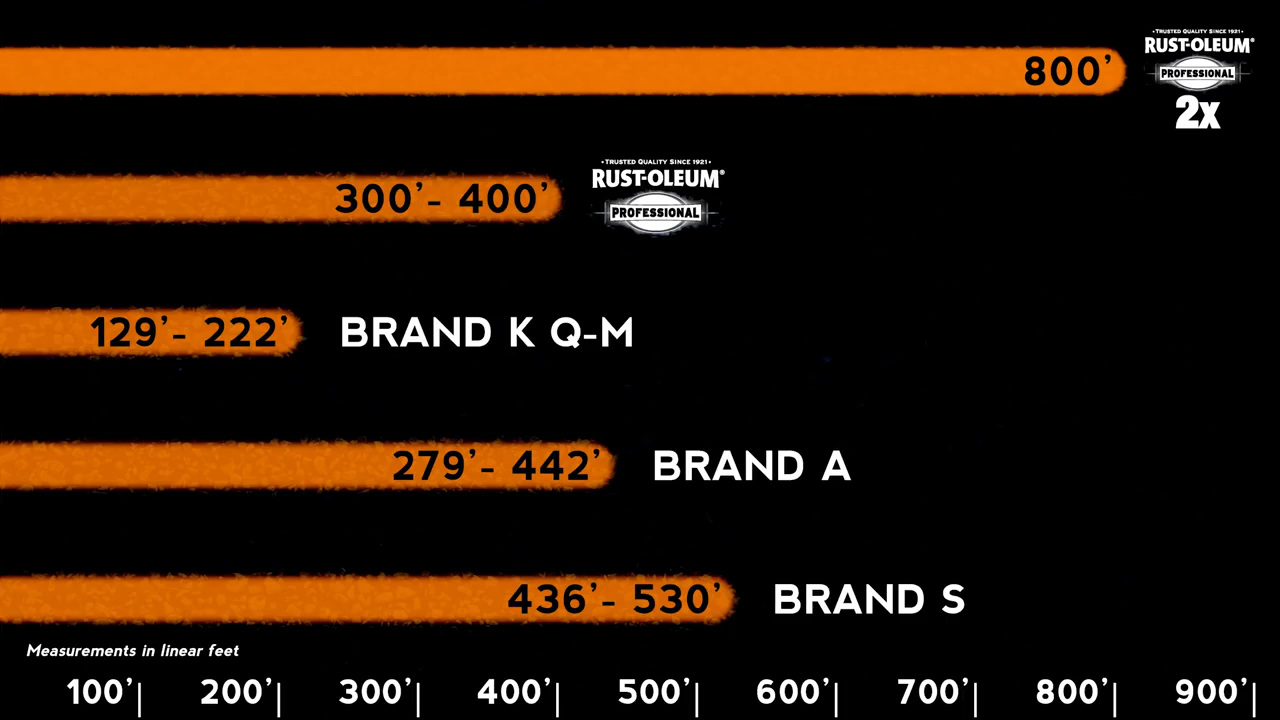 • TRUSTED QUALITY SINCE 1921 •
RUST-OLEUM®
PROFESSIONAL
2x
800’
• TRUSTED QUALITY SINCE 1921 •
RUST-OLEUM®
PROFESSIONAL
300’- 400’
129’- 222’ BRAND K Q-M
279’- 442’ BRAND A
436’- 530’ BRAND S
Measurements in linear feet
100’ 200’ 300’ 400’ 500’ 600’ 700’ 800’ 900’